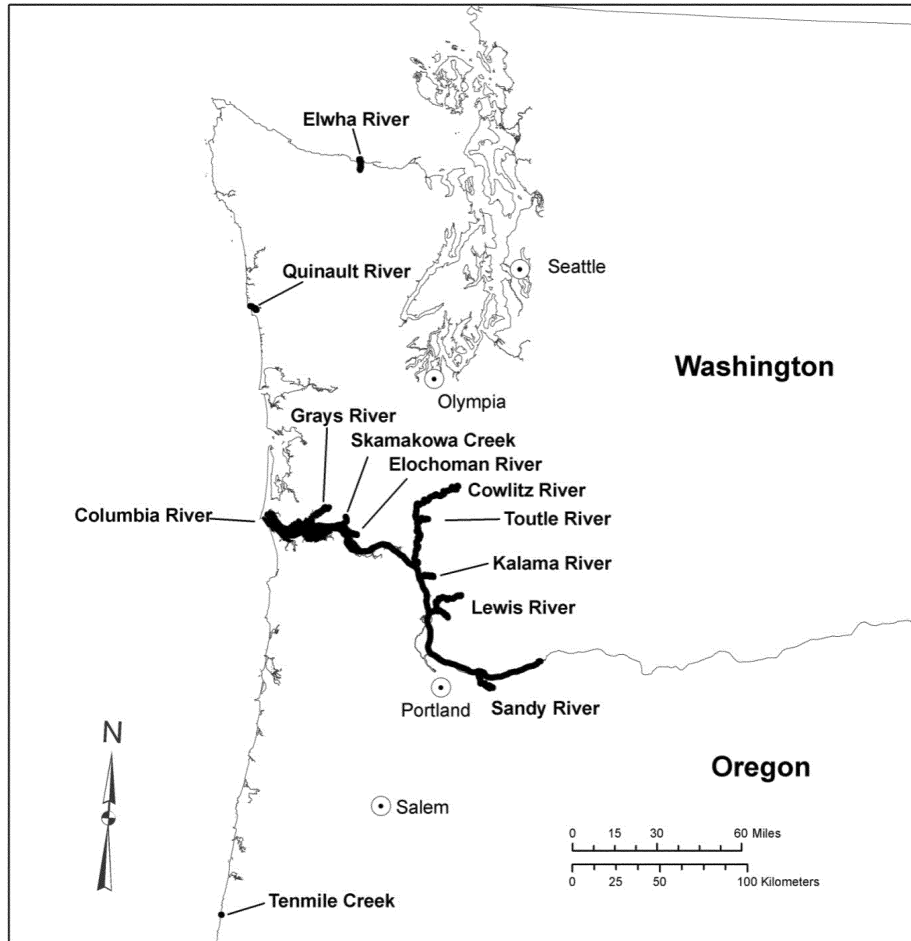 Elwha River
Seattle
Quinault River
Washington
Olympia
Grays River
Skamakowa Creek
Elochoman River
Cowlitz River
Columbia River
Toutle River
Kalama River
Lewis River
Portland
Sandy River
N
Oregon
Salem
0 15 30 60 Miles
0 25 50 100 Kilometers
Tenmile Creek